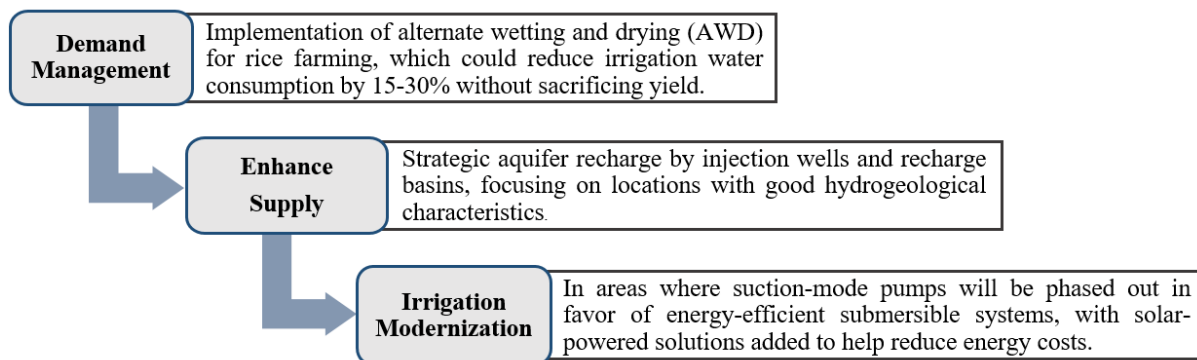 Demand
Management
Implementation of alternate wetting and drying (AWD)
for rice farming, which could reduce irrigation water
consumption by 15-30% without sacrificing yield.
Enhance
Supply
Strategic aquifer recharge by injection wells and recharge
basins, focusing on locations with good hydrogeological
characteristics.
Irrigation
Modernization
In areas where suction-mode pumps will be phased out in
favor of energy-efficient submersible systems, with solar-
powered solutions added to help reduce energy costs.